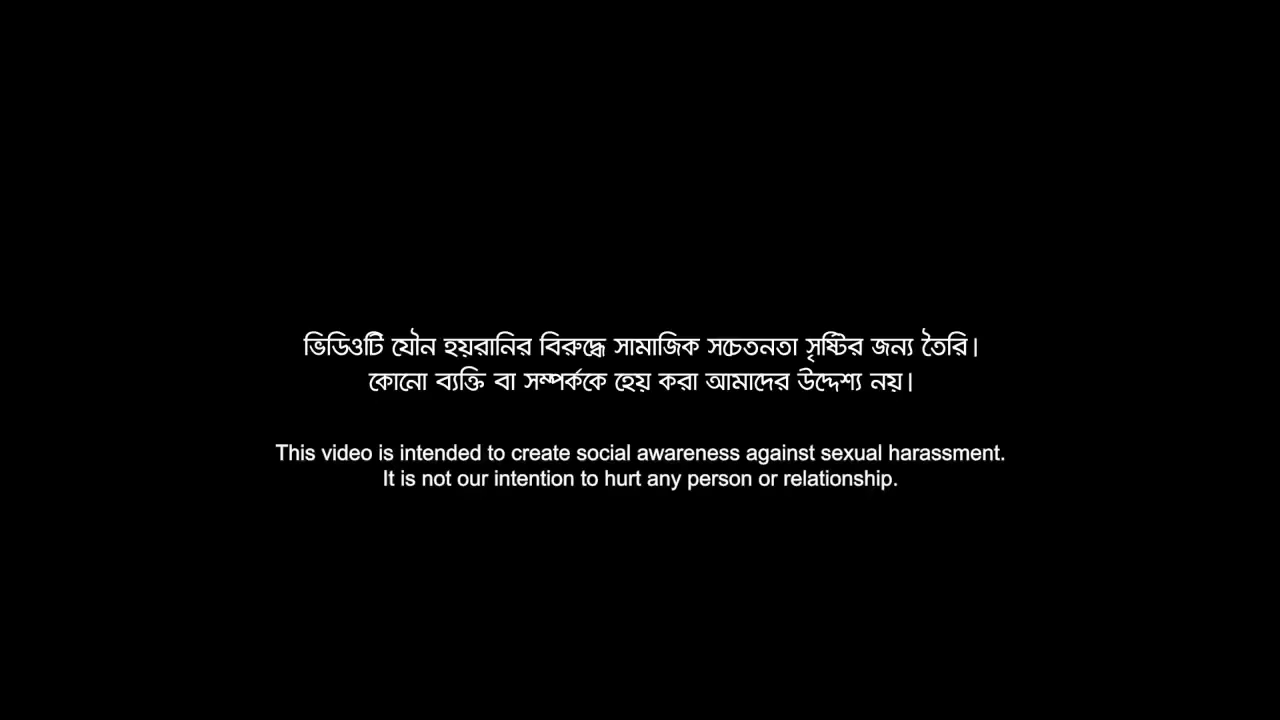 ভিডিওটি যৌন হয়রানির বিরুদ্ধে সামাজিক সচেতনতা সৃষ্টির জন্য তৈরি।
কোনো ব্যক্তি বা সম্পর্ককে হেয় করা আমাদের উদ্দেশ্য নয়।
This video is intended to create social awareness against sexual harassment.
It is not our intention to hurt any person or relationship.